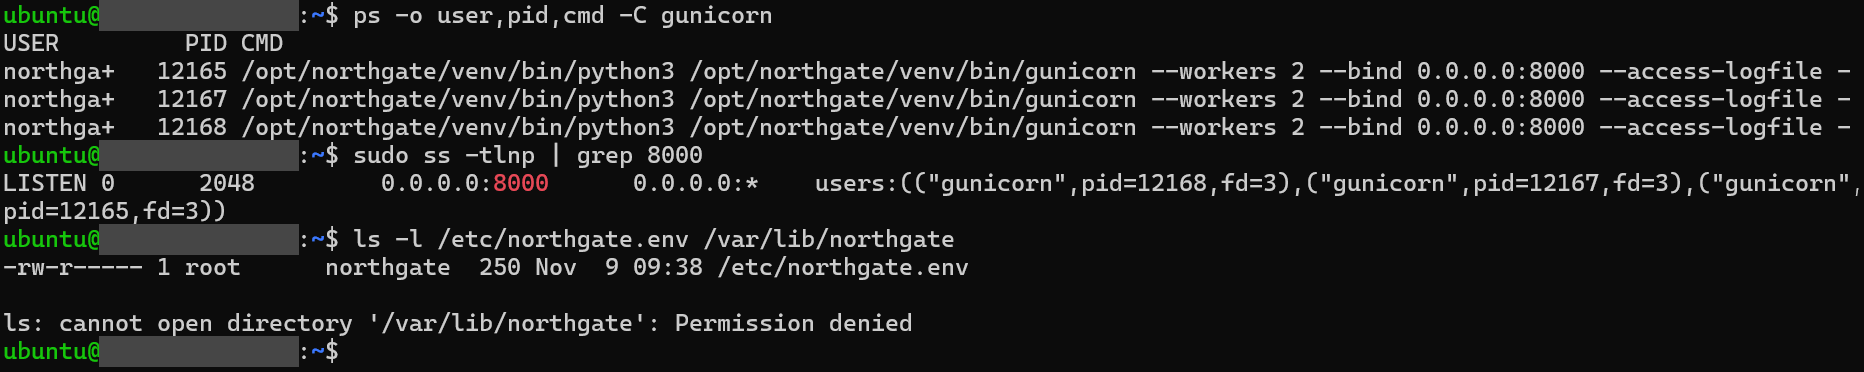 ubuntu@:~$ ps -o user,pid,cmd -C gunicorn
USER         PID CMD
northga+   12165 /opt/northgate/venv/bin/python3 /opt/northgate/venv/bin/gunicorn --workers 2 --bind 0.0.0.0:8000 --access-logfile -
northga+   12167 /opt/northgate/venv/bin/python3 /opt/northgate/venv/bin/gunicorn --workers 2 --bind 0.0.0.0:8000 --access-logfile -
northga+   12168 /opt/northgate/venv/bin/python3 /opt/northgate/venv/bin/gunicorn --workers 2 --bind 0.0.0.0:8000 --access-logfile -
ubuntu@:~$ sudo ss -tlnp | grep 8000
LISTEN 0      2048         0.0.0.0:8000      0.0.0.0:*    users:(("gunicorn",pid=12168,fd=3),("gunicorn",pid=12167,fd=3),("gunicorn",
pid=12165,fd=3))
ubuntu@:~$ ls -l /etc/northgate.env /var/lib/northgate
-rw-r----- 1 root      northgate  250 Nov  9 09:38 /etc/northgate.env
ls: cannot open directory '/var/lib/northgate': Permission denied
ubuntu@:~$